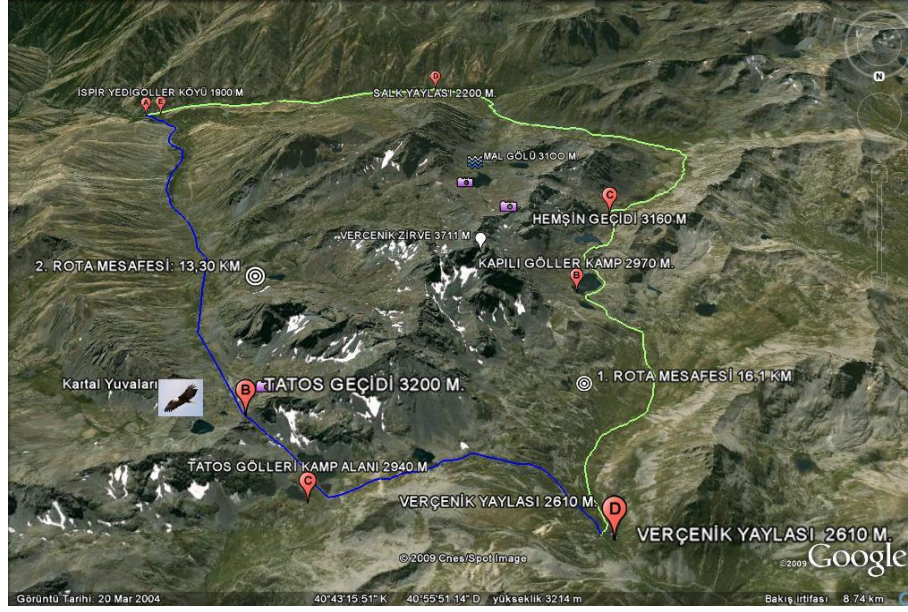 D
N
İSPİR YEDİGÖLLER KÖYÜ 1900 M
A
E
SALK YAYLASI 2200 M.
MAL GÖLÜ 3100 M
C
HEMŞİN GEÇİDİ 3160 M
VERCENİK ZİRVE 3711 M
KAPILI GÖLLER KAMP 2970 M.
B
2. ROTA MESAFESİ: 13,30 KM
1. ROTA MESAFESİ 16,1 KM
Kartal Yuvaları
B
TATOS GEÇİDİ 3200 M.
TATOS GÖLLERİ KAMP ALANI 2940 M
C
VERÇENİK YAYLASI 2610 M.
D
VERÇENİK YAYLASI 2610 M.
© 2009 Cnes/Spot Image
©2009 Google
Görüntü Tarihi: 20 Mar 2004
40°43'15.51" K
40°55'51.14" D
yükseklik 3214 m
Bakış irtifası 8.74 km